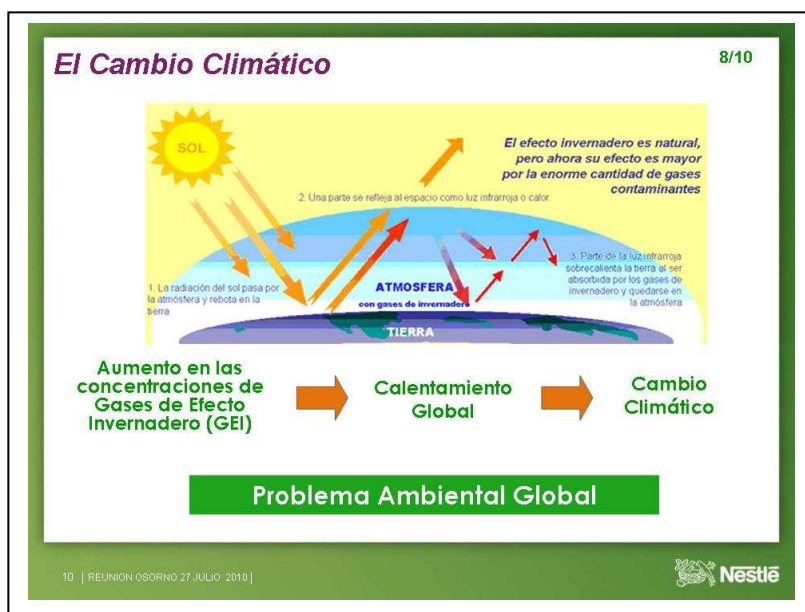 El Cambio Climático
8/10
SOL
El efecto invernadero es natural,
pero ahora su efecto es mayor
por la enorme cantidad de gases
contaminantes
2. Una parte se refleja al espacio como luz infrarroja o calor
1. La radiación del sol pasa por
la atmósfera y rebota en la
tierra
3. Parte de la luz infrarroja
sobrecalienta la tierra al ser
absorbida por los gases de
invernadero y quedarse en
la atmósfera
ATMOSFERA
con gases de invernadero
TIERRA
Aumento en las
concentraciones de
Gases de Efecto
Invernadero (GEI)
Calentamiento
Global
Cambio
Climático
Problema Ambiental Global
10 | REUNION OSORNO 27 JULIO 2010 |
Nestlé